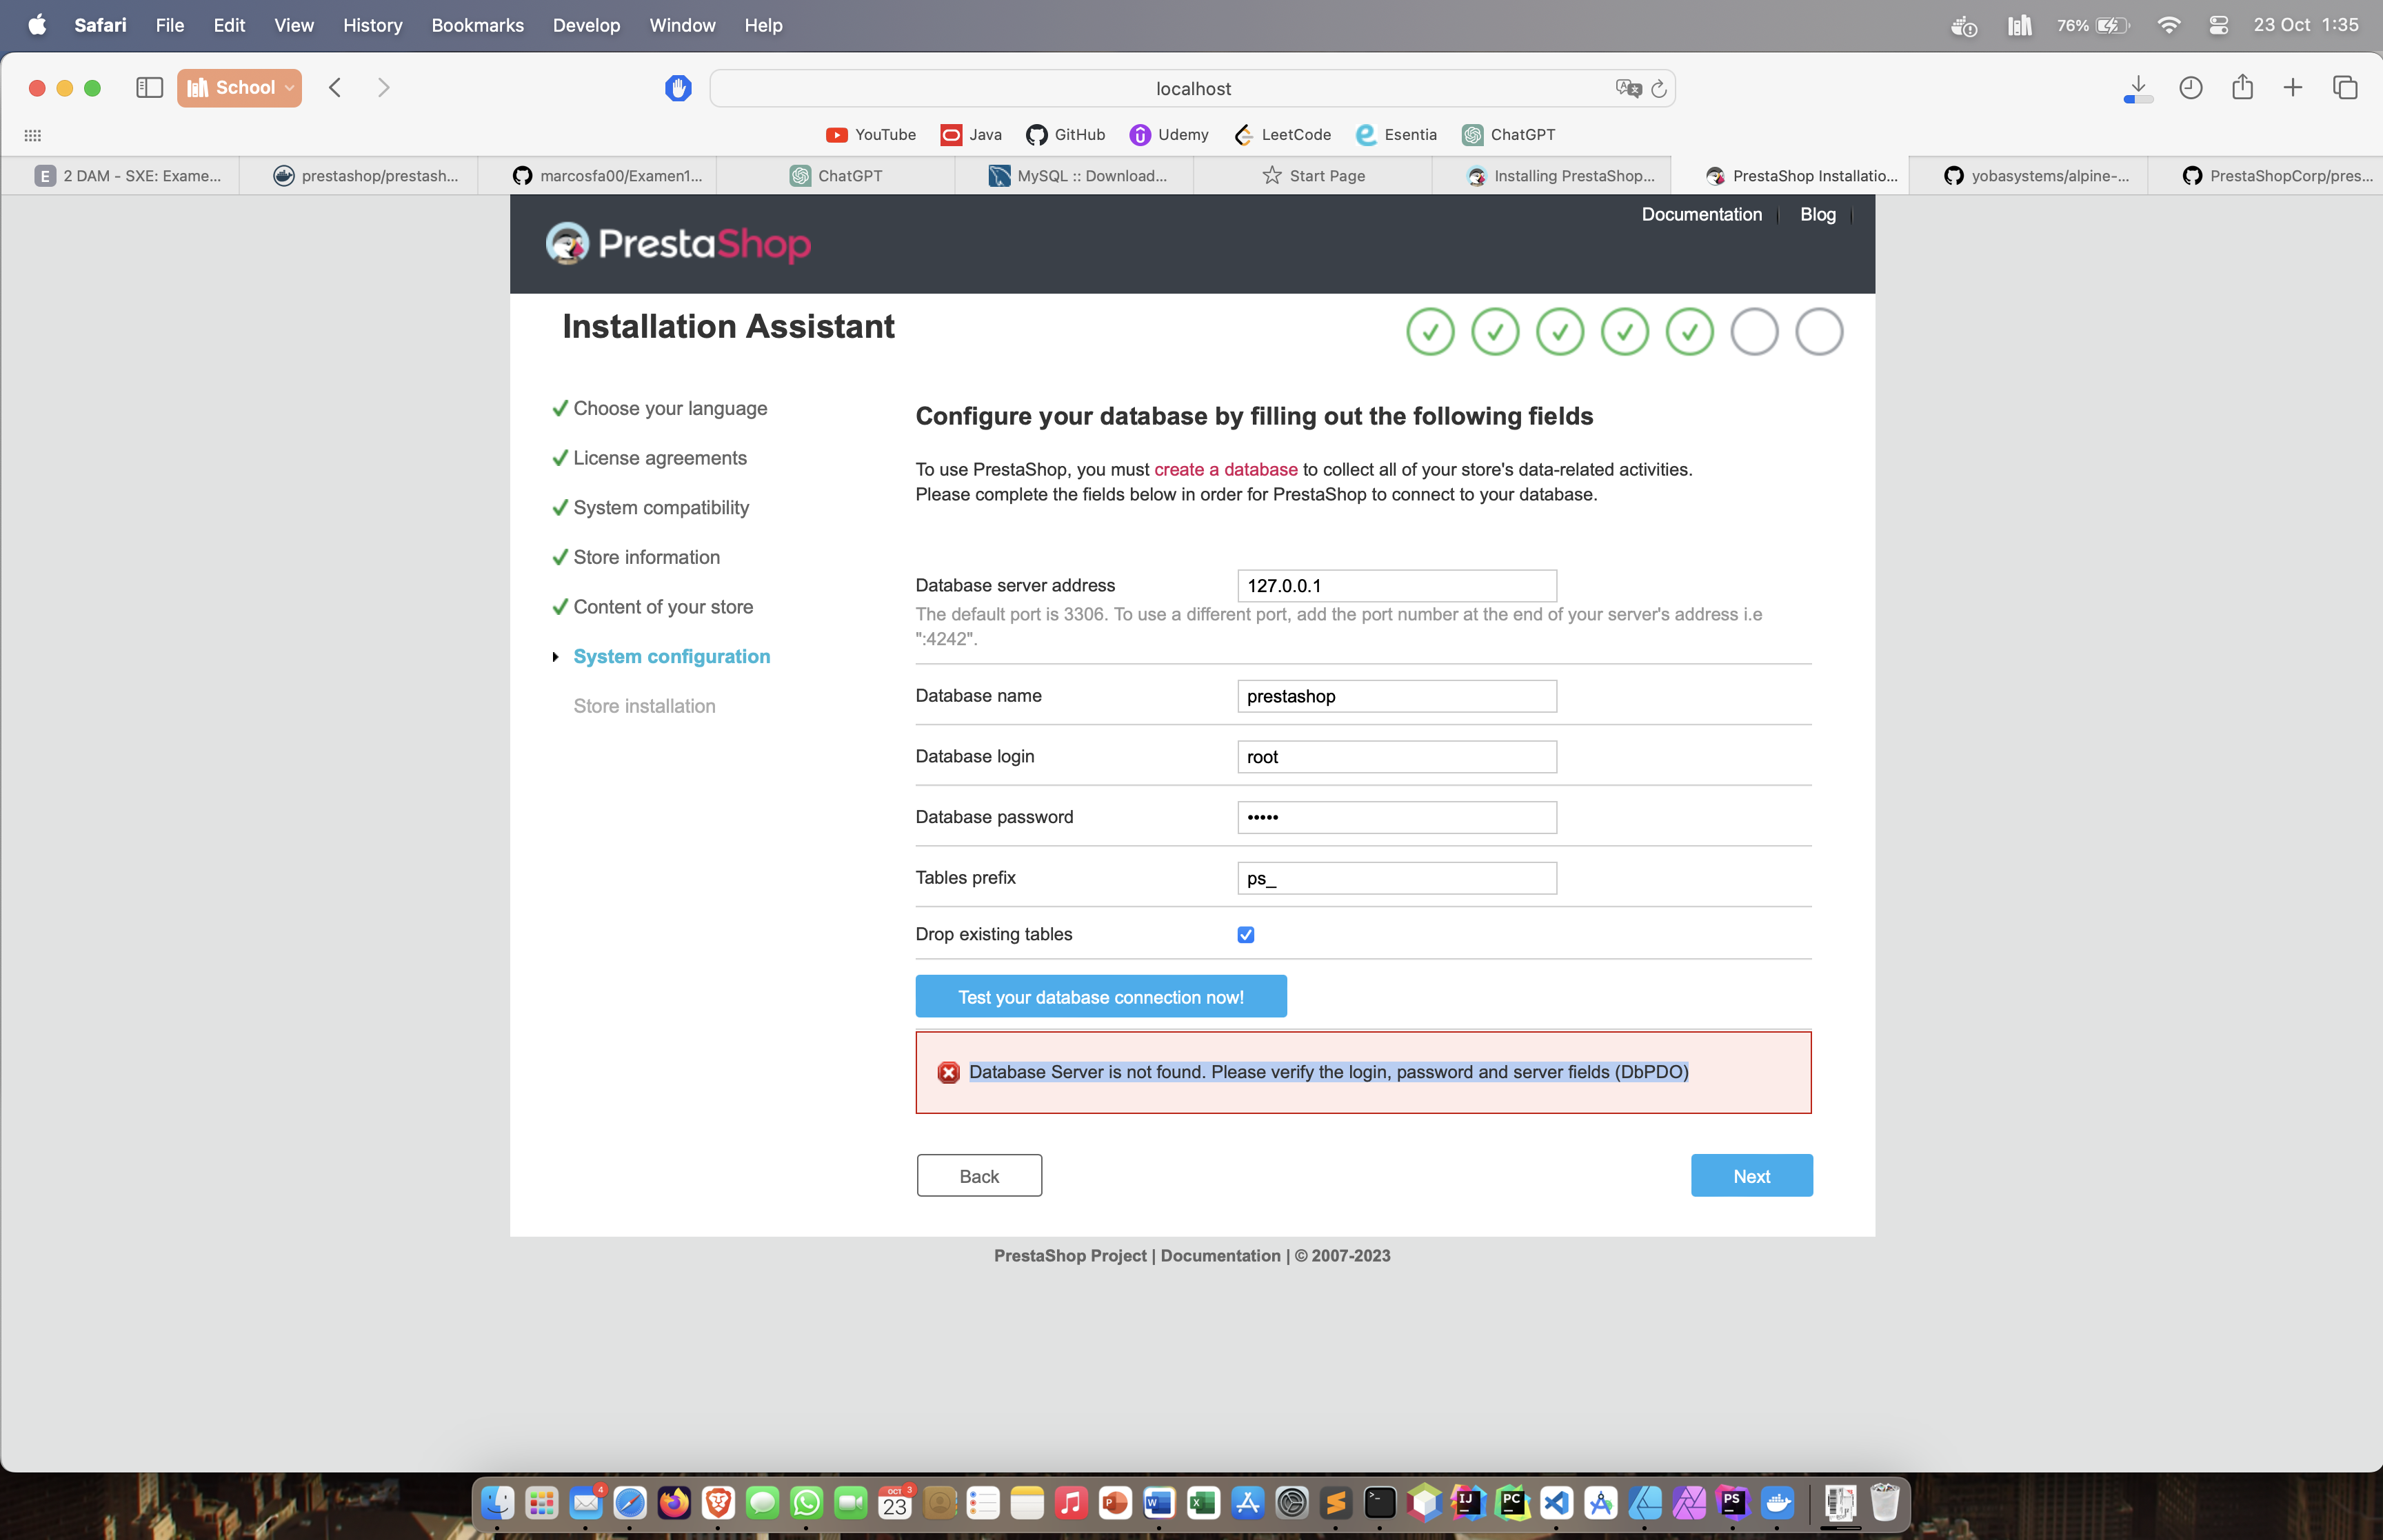 Safari File Edit View History Bookmarks Develop Window Help 76% 23 Oct 1:35
School localhost
YouTube Java GitHub Udemy LeetCode Esentia ChatGPT
E 2 DAM - SXE: Exame... prestashop/prestash... marcosfa00/Examen1... ChatGPT MySQL :: Download... Start Page Installing PrestaShop... PrestaShop Installatio... yobasystems/alpine-... PrestaShopCorp/pres...
Documentation Blog
PrestaShop
Installation Assistant
Choose your language
License agreements
System compatibility
Store information
Content of your store
System configuration
Store installation
Configure your database by filling out the following fields
To use PrestaShop, you must create a database to collect all of your store's data-related activities.
Please complete the fields below in order for PrestaShop to connect to your database.
Database server address 127.0.0.1
The default port is 3306. To use a different port, add the port number at the end of your server's address i.e
":4242".
Database name prestashop
Database login root
Database password •••••
Tables prefix ps_
Drop existing tables
Test your database connection now!
Database Server is not found. Please verify the login, password and server fields (DbPDO)
Back Next
PrestaShop Project | Documentation | © 2007-2023
4 OCT 23 3 P W X IJ PC PS